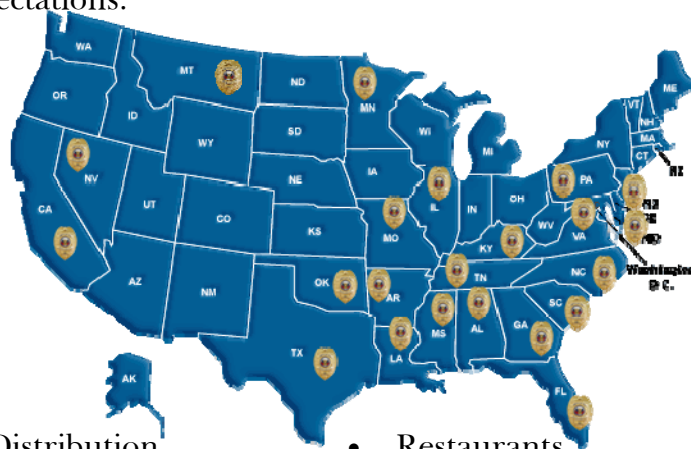 ectations.
WA
MT
ND
MN
ME
OR
ID
WY
SD
WI
MI
VT
NH
MA
NY
CT
RI
NV
NE
IA
PA
CA
UT
CO
IL
IN
OH
KS
MO
WV
VA
KY
AZ
NM
OK
AR
TN
NC
Washington
D.C.
TX
LA
MS
AL
GA
SC
AK
FL
Distribution
• Restaurants